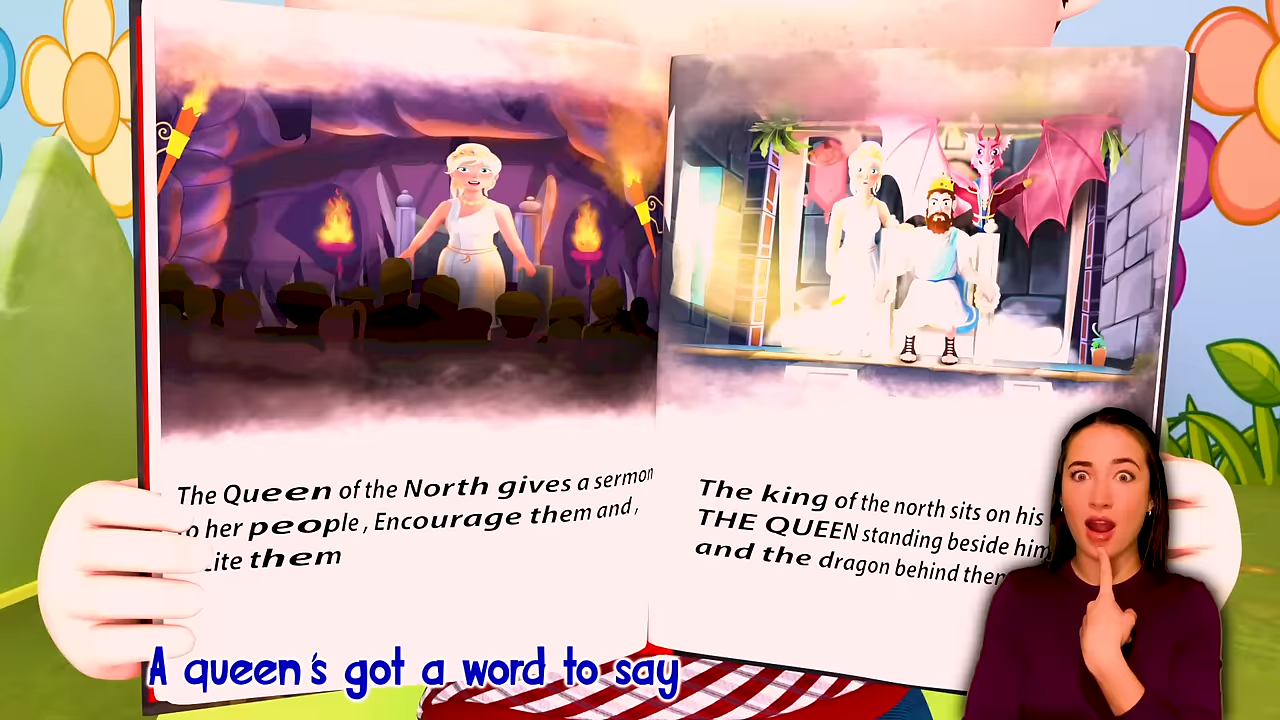 The Queen of the North gives a sermon
to her people, Encourage them and,
them
The king of the north sits on his
THE QUEEN standing beside him
and the dragon behind
A queen's got a word to say